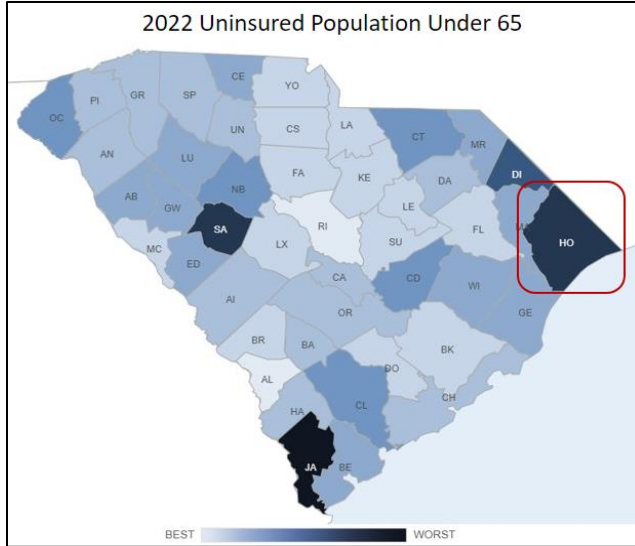 2022 Uninsured Population Under 65
CE
YO
OC
PI
GR
SP
UN
CS
LA
CT
MR
AN
LU
FA
KE
DA
DI
AB
GW
NB
LE
SA
RI
FL
HO
MC
LX
SU
ED
CA
CD
WI
AI
OR
GE
BR
BA
BK
AL
DO
HA
CL
CH
JA
BE
BEST
WORST